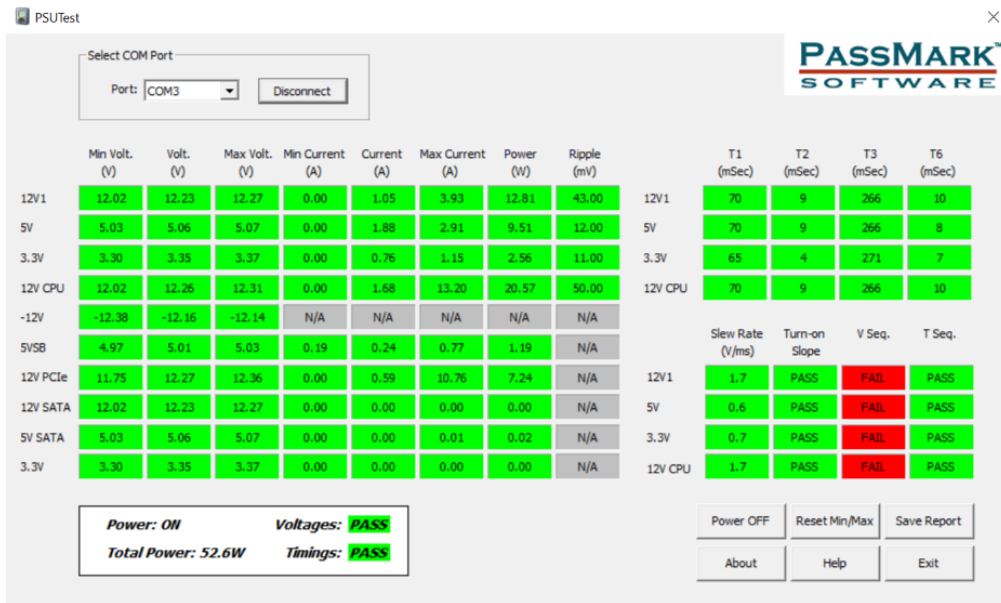 PSUTest
Select COM Port
Port: COM3 Disconnect
PASSMARK™
SOFTWARE
Min Volt. (V) Volt. (V) Max Volt. (V) Min Current (A) Current (A) Max Current (A) Power (W) Ripple (mV)
12V1 12.02 12.23 12.27 0.00 1.05 3.93 12.81 43.00
5V 5.03 5.06 5.07 0.00 1.88 2.91 9.51 12.00
3.3V 3.30 3.35 3.37 0.00 0.76 1.15 2.56 11.00
12V CPU 12.02 12.26 12.31 0.00 1.68 13.20 20.57 50.00
-12V -12.38 -12.16 -12.14 N/A N/A N/A N/A N/A
5VSB 4.97 5.01 5.03 0.19 0.24 0.77 1.19 N/A
12V PCIe 11.75 12.27 12.36 0.00 0.59 10.76 7.24 N/A
12V SATA 12.02 12.23 12.27 0.00 0.00 0.00 0.00 N/A
5V SATA 5.03 5.06 5.07 0.00 0.00 0.01 0.02 N/A
3.3V 3.30 3.35 3.37 0.00 0.00 0.00 0.00 N/A
T1 (mSec) T2 (mSec) T3 (mSec) T6 (mSec)
12V1 70 9 266 10
5V 70 9 266 8
3.3V 65 4 271 7
12V CPU 70 9 266 10
Slew Rate (V/ms) Turn-on Slope V Seq. T Seq.
12V1 1.7 PASS FAIL PASS
5V 0.6 PASS FAIL PASS
3.3V 0.7 PASS FAIL PASS
12V CPU 1.7 PASS FAIL PASS
Power: ON Voltages: PASS
Total Power: 52.6W Timings: PASS
Power OFF Reset Min/Max Save Report
About Help Exit